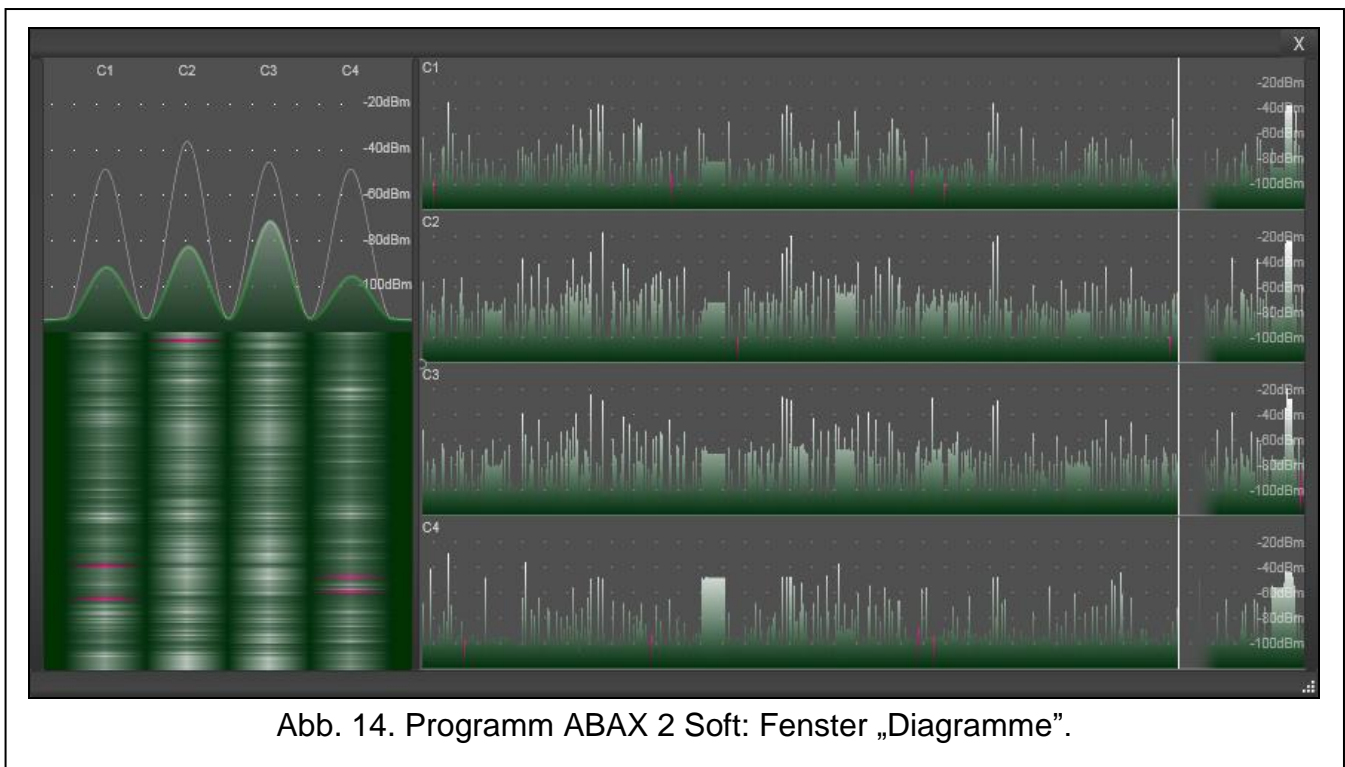 X
C1 C2 C3 C4
-20dBm
-40dBm
-60dBm
-80dBm
-100dBm
C1
-20dBm
-40dBm
-60dBm
-80dBm
-100dBm
C2
-20dBm
-40dBm
-60dBm
-80dBm
-100dBm
C3
-20dBm
-40dBm
-60dBm
-80dBm
-100dBm
C4
-20dBm
-40dBm
-60dBm
-80dBm
-100dBm
Abb. 14. Programm ABAX 2 Soft: Fenster „Diagramme”.